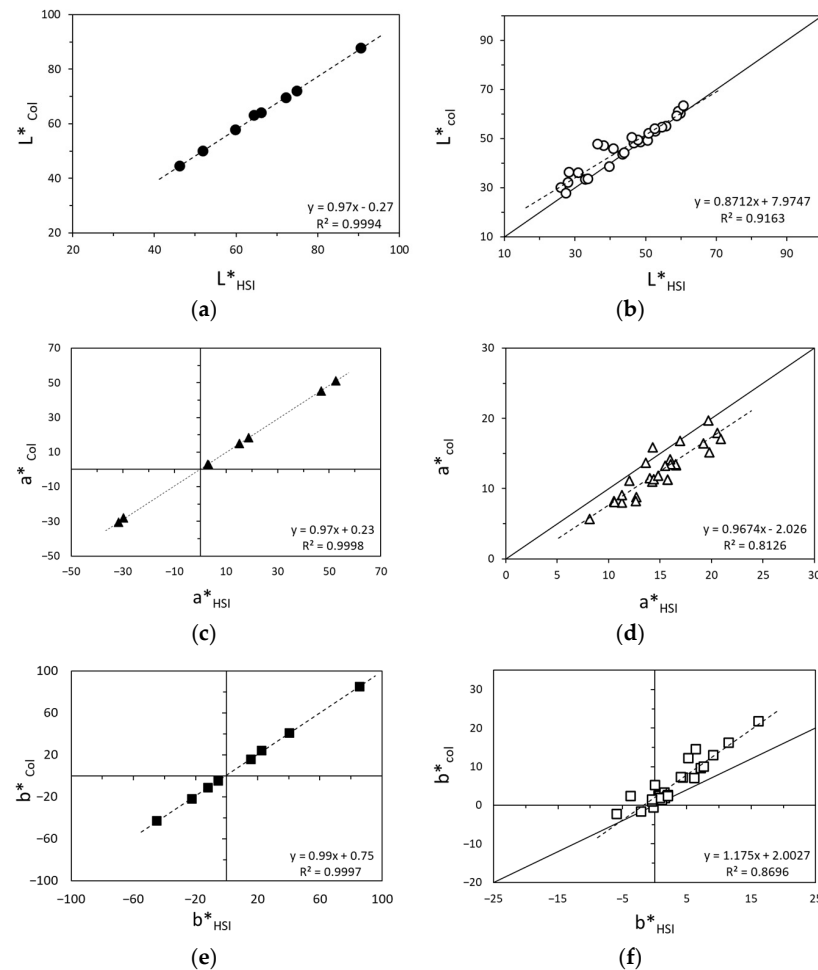 100
80
60
40
20
L*Col
20 40 60 80 100
L*HSI
y = 0.97x - 0.27
R² = 0.9994
(a)
90
70
50
30
10
L*col
10 30 50 70 90
L*HSI
y = 0.8712x + 7.9747
R² = 0.9163
(b)
70
50
30
10
−10
−30
−50
a*Col
−50 −30 −10 10 30 50 70
a*HSI
y = 0.97x + 0.23
R² = 0.9998
(c)
30
20
10
0
a*col
0 5 10 15 20 25 30
a*HSI
y = 0.9674x - 2.026
R² = 0.8126
(d)
100
60
20
−20
−60
−100
b*Col
−100 −60 −20 20 60 100
b*HSI
y = 0.99x + 0.75
R² = 0.9997
(e)
30
20
10
0
−10
−20
b*col
−25 −15 −5 5 15 25
b*HSI
y = 1.175x + 2.0027
R² = 0.8696
(f)